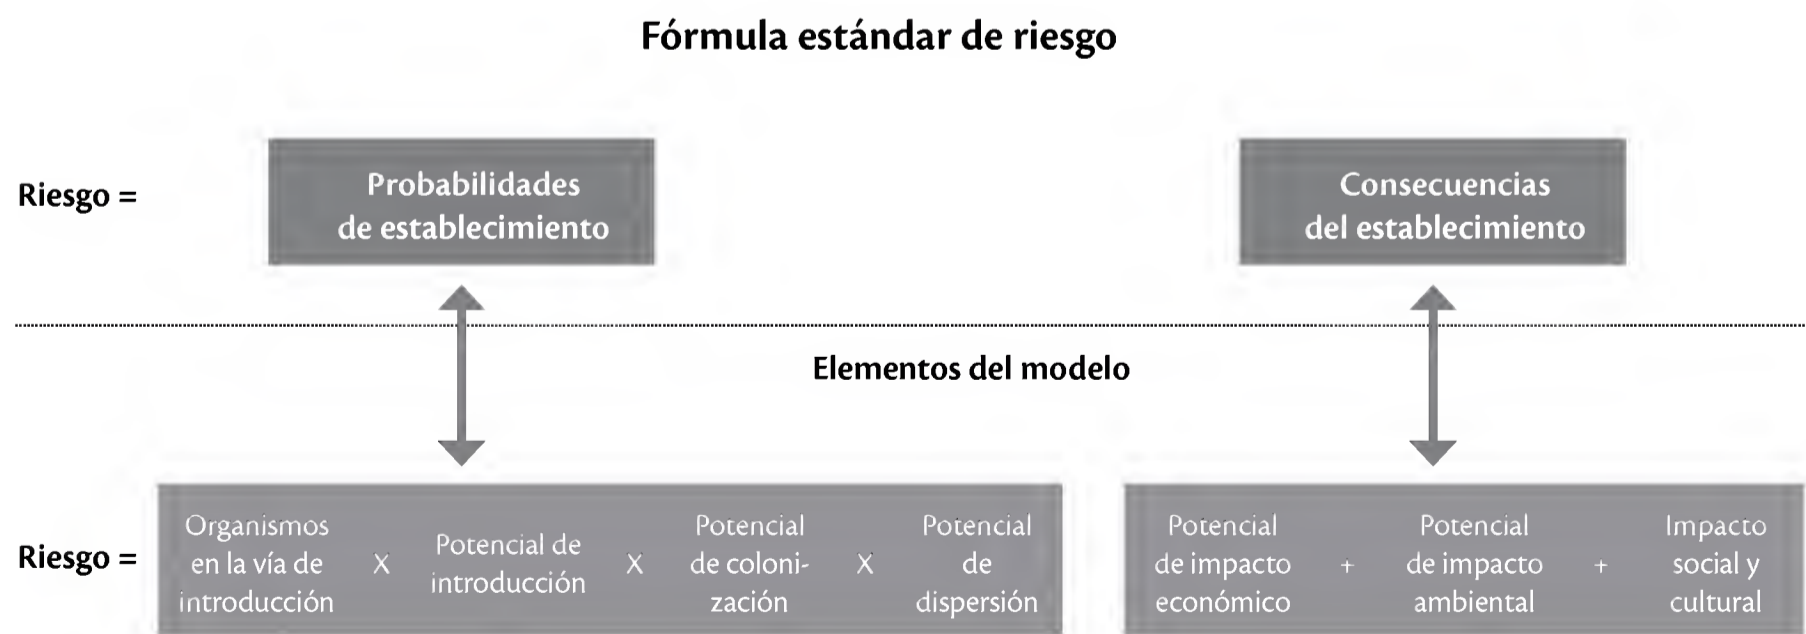 Fórmula estándar de riesgo
Riesgo =
Probabilidades
de establecimiento
Consecuencias
del establecimiento
Elementos del modelo
Riesgo =
Organismos
en la vía de
introducción
X
Potencial de
introducción
X
Potencial
de coloni-
zación
X
Potencial
de
dispersión
Potencial
de impacto
económico
+
Potencial
de impacto
ambiental
+
Impacto
social y
cultural